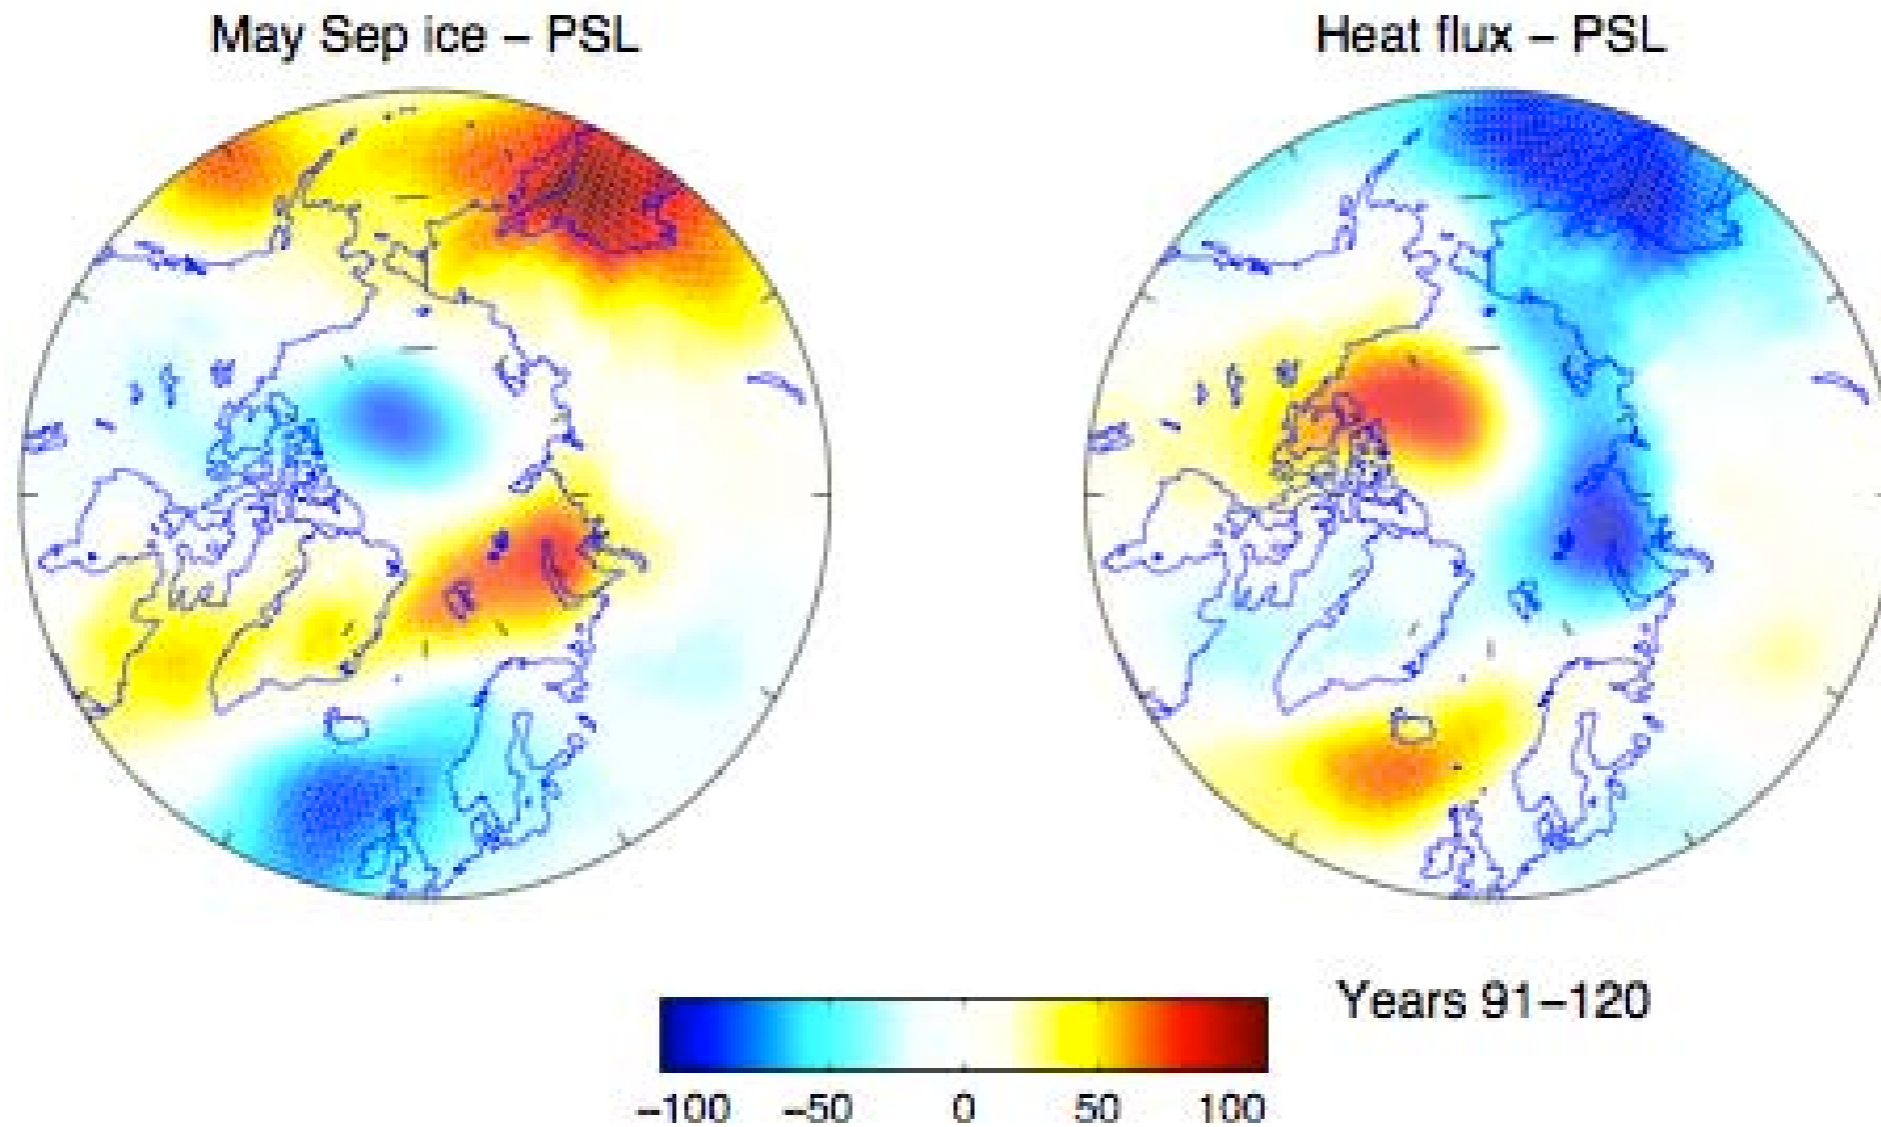 May Sep ice – PSL
Heat flux – PSL
Years 91–120
−100 −50 0 50 100